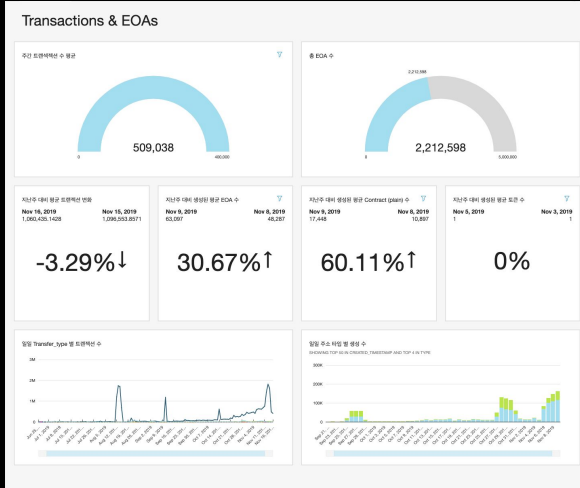 Transactions & EOAs
주간 트랜잭션 수 평균
509,038
0
400,000
총 EOA 수
2,212,598
2,212,598
0
5,000,000
지난주 대비 평균 트랜잭션 변화
Nov 16, 2019 Nov 15, 2019
1,060,435.1428 1,096,553.8571
-3.29%↓
지난주 대비 생성된 평균 EOA 수
Nov 9, 2019 Nov 8, 2019
63,097 48,287
30.67%↑
지난주 대비 생성된 평균 Contract (plain) 수
Nov 9, 2019 Nov 8, 2019
17,448 10,897
60.11%↑
지난주 대비 생성된 평균 토큰 수
Nov 5, 2019 Nov 3, 2019
1 1
0%
일일 Transfer_type 별 트랜잭션 수
3M
2M
1M
0
일일 주소 타입 별 생성 수
SHOWING TOP 50 IN CREATED_TIMESTAMP AND TOP 4 IN TYPE
300K
200K
100K
0